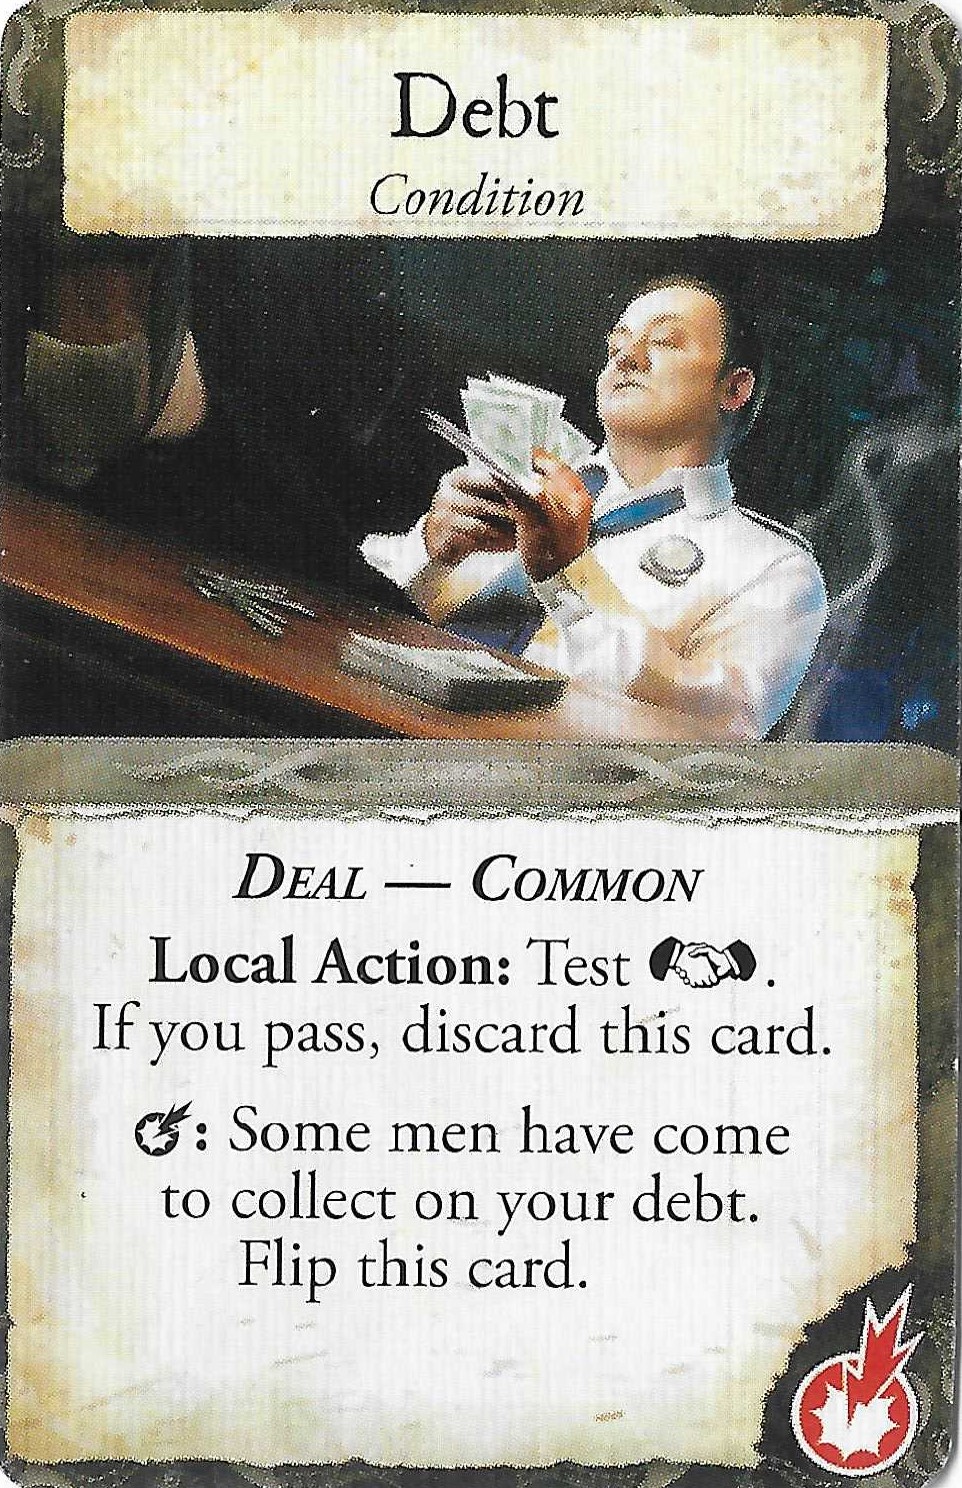 Debt
Condition
DEAL — COMMON
Local Action: Test .
If you pass, discard this card.
: Some men have come
to collect on your debt.
Flip this card.